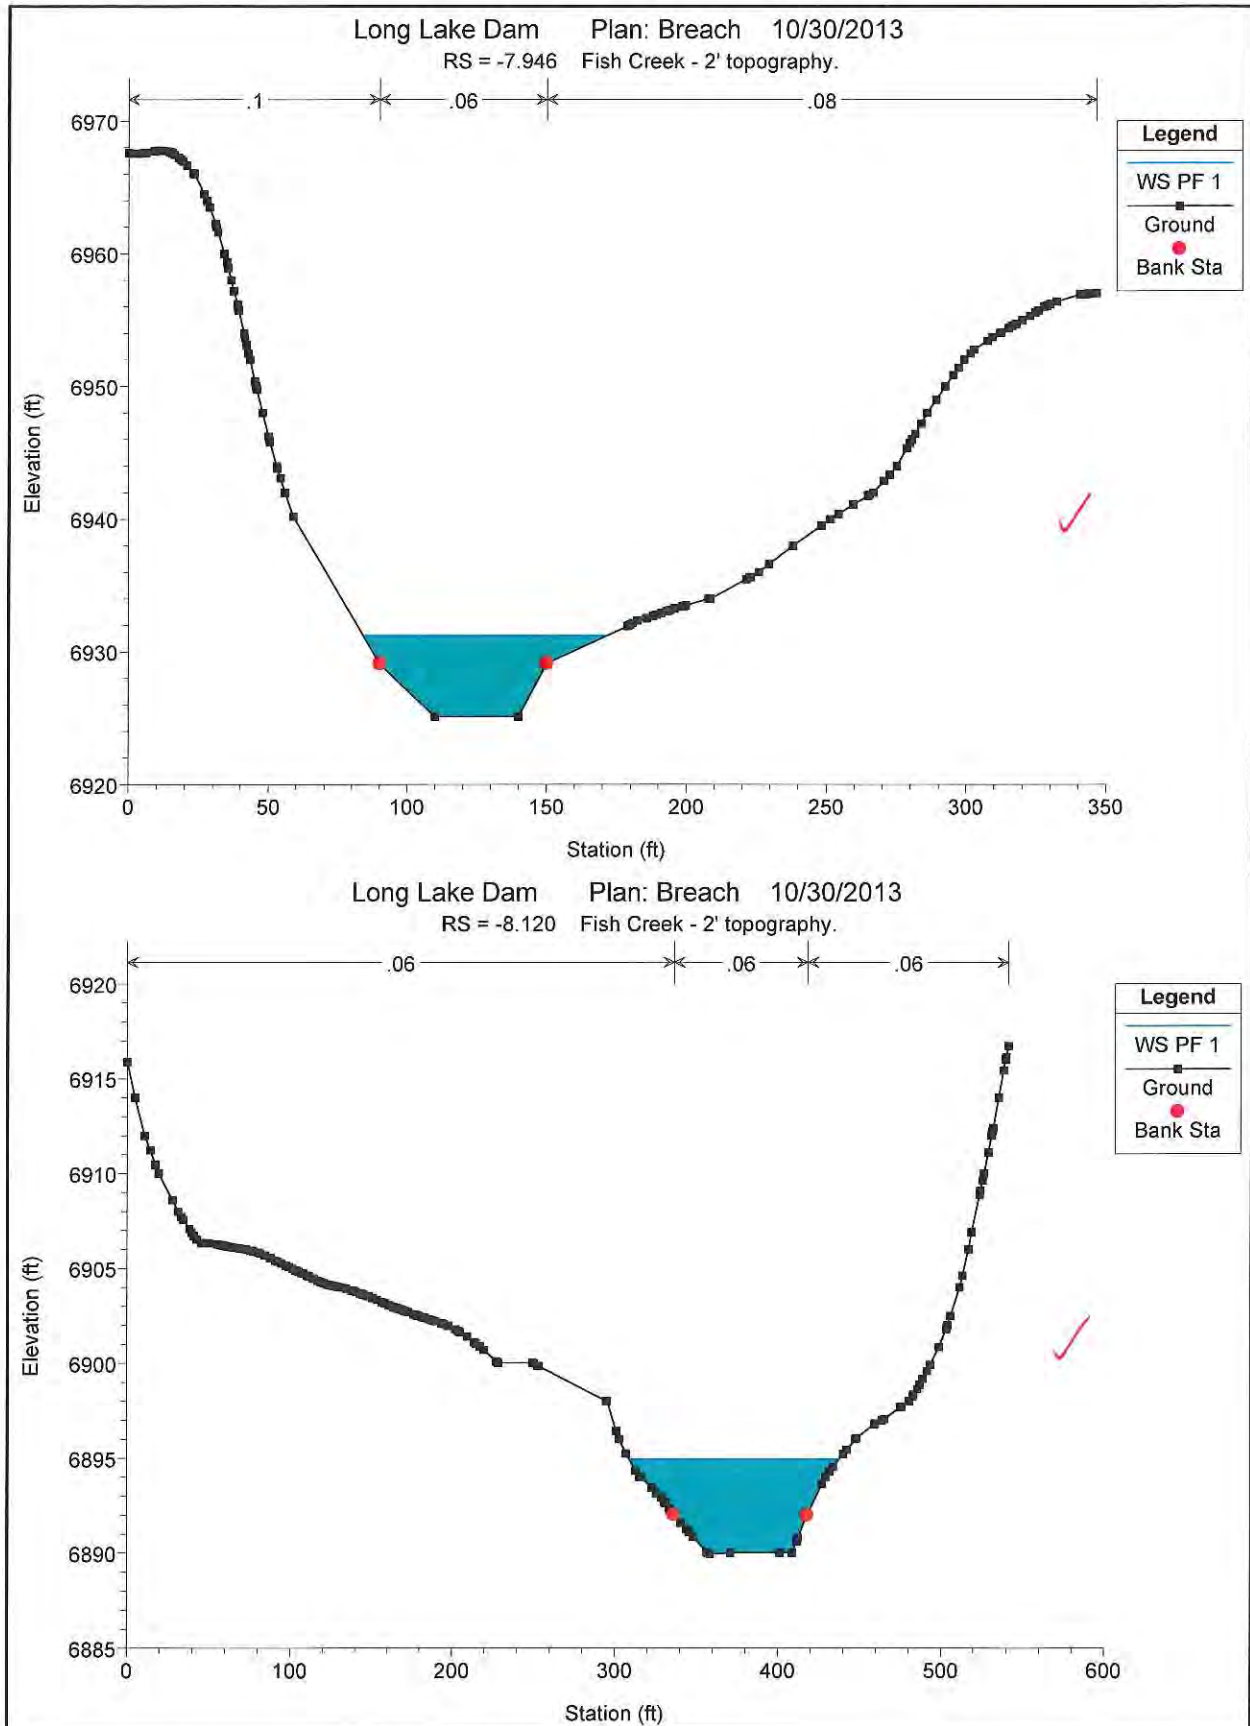 Long Lake Dam Plan: Breach 10/30/2013
RS = -7.946 Fish Creek - 2' topography.
.1 .06 .08
6970
6960
6950
6940
6930
6920
Elevation (ft)
0 50 100 150 200 250 300 350
Station (ft)
Legend
WS PF 1
Ground
Bank Sta
Long Lake Dam Plan: Breach 10/30/2013
RS = -8.120 Fish Creek - 2' topography.
.06 .06 .06
6920
6915
6910
6905
6900
6895
6890
6885
Elevation (ft)
0 100 200 300 400 500 600
Station (ft)
Legend
WS PF 1
Ground
Bank Sta